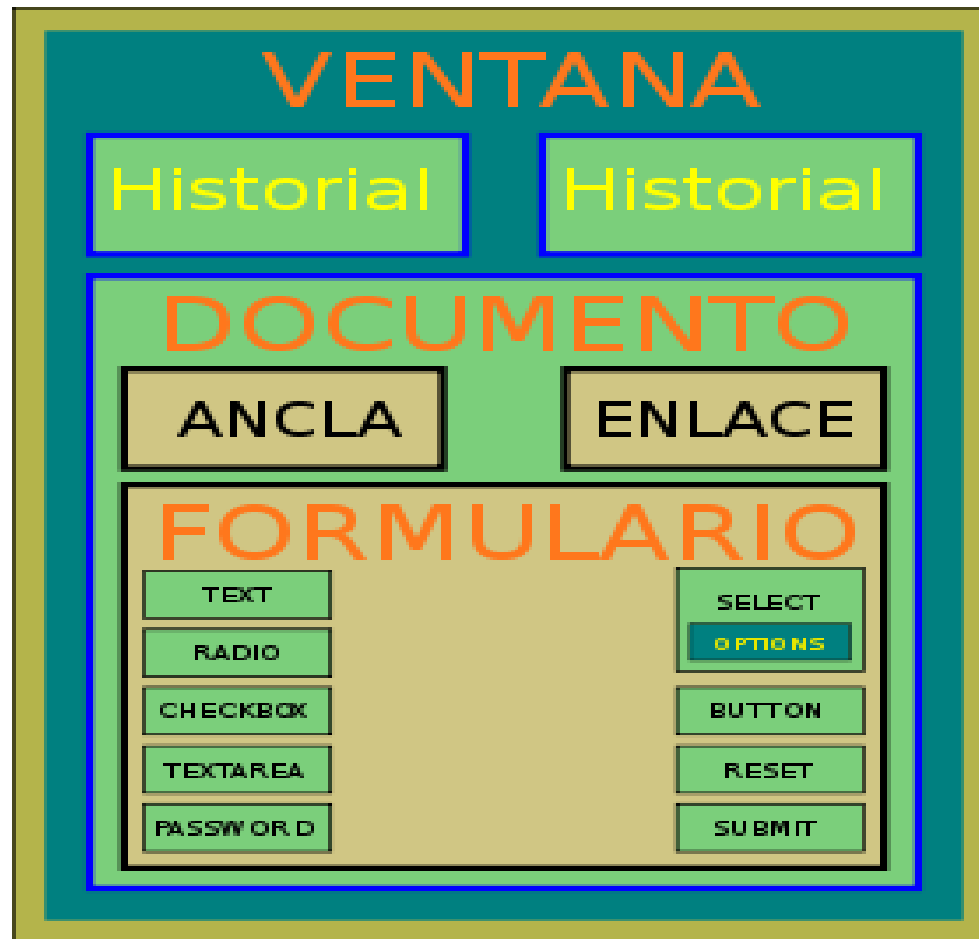 VENTANA
Historial Historial
DOCUMENTO
ANCLA ENLACE
FORMULARIO
TEXT
RADIO
CHECKBOX
TEXTAREA
PASSWORD
SELECT
OPTIONS
BUTTON
RESET
SUBMIT